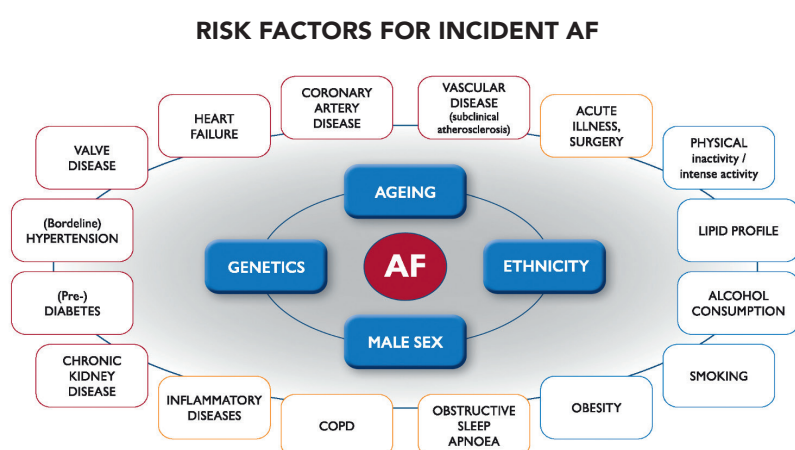 RISK FACTORS FOR INCIDENT AF
CORONARY
ARTERY
DISEASE
VASCULAR
DISEASE
(subclinical
atherosclerosis)
HEART
FAILURE
ACUTE
ILLNESS,
SURGERY
VALVE
DISEASE
PHYSICAL
inactivity /
intense activity
AGEING
(Bordeline)
HYPERTENSION
LIPID PROFILE
GENETICS
AF
ETHNICITY
(Pre-)
DIABETES
ALCOHOL
CONSUMPTION
MALE SEX
CHRONIC
KIDNEY
DISEASE
SMOKING
INFLAMMATORY
DISEASES
COPD
OBSTRUCTIVE
SLEEP
APNOEA
OBESITY